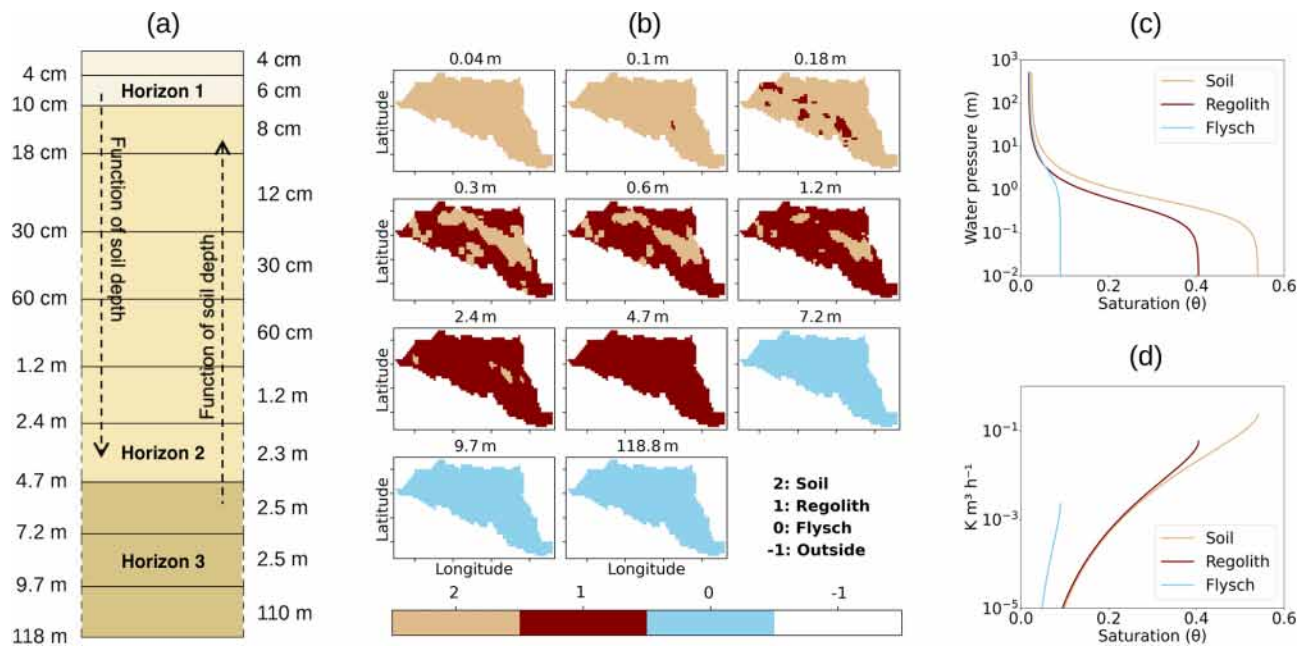 (a)
4 cm
10 cm
18 cm
30 cm
60 cm
1.2 m
2.4 m
4.7 m
7.2 m
9.7 m
118 m
Horizon 1
Function of soil depth
Function of soil depth
Horizon 2
Horizon 3
4 cm
6 cm
8 cm
12 cm
30 cm
60 cm
1.2 m
2.3 m
2.5 m
2.5 m
110 m
(b)
0.04 m 0.1 m 0.18 m
Latitude
0.3 m 0.6 m 1.2 m
Latitude
2.4 m 4.7 m 7.2 m
Latitude
9.7 m 118.8 m
Latitude
Longitude Longitude
2: Soil
1: Regolith
0: Flysch
-1: Outside
2 1 0 -1
(c)
Water pressure (m)
10³
10²
10¹
10⁰
10⁻¹
10⁻²
Soil
Regolith
Flysch
0.0 0.2 0.4 0.6
Saturation (θ)
(d)
K m³ h⁻¹
10⁻¹
10⁻³
10⁻⁵
Soil
Regolith
Flysch
0.0 0.2 0.4 0.6
Saturation (θ)